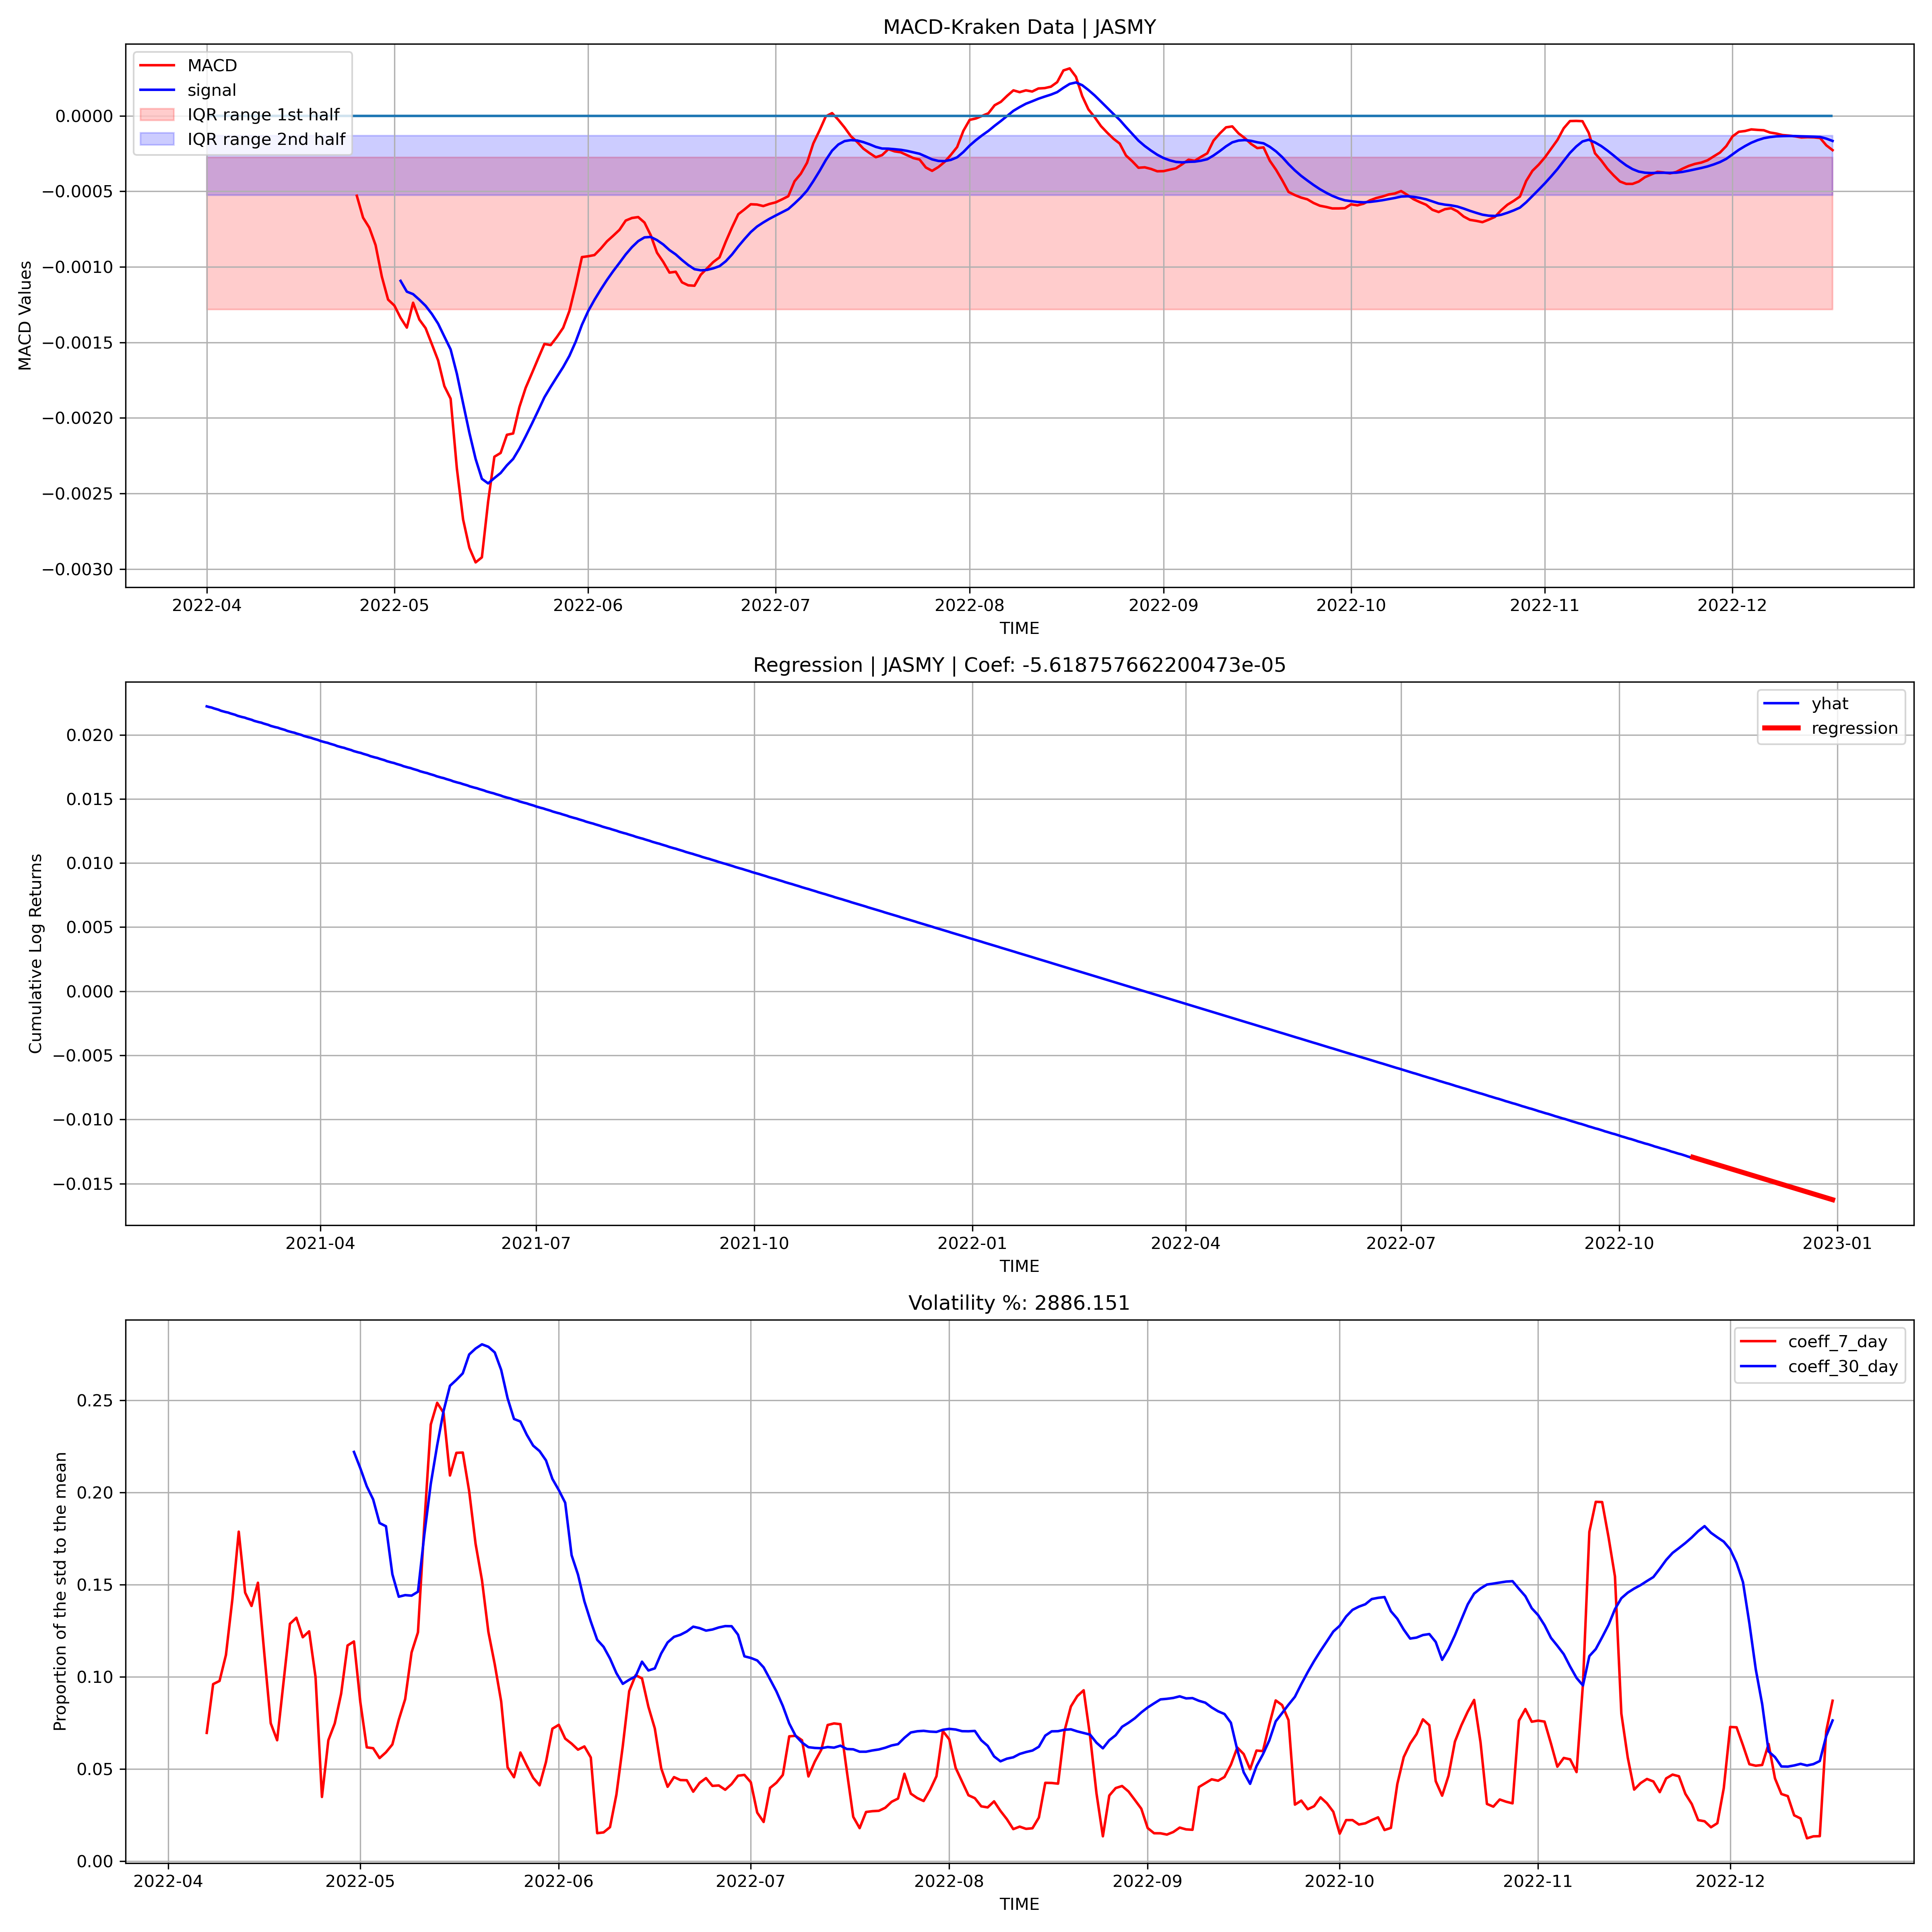 MACD-Kraken Data | JASMY
MACD
signal
IQR range 1st half
IQR range 2nd half
MACD Values
0.0000
−0.0005
−0.0010
−0.0015
−0.0020
−0.0025
−0.0030
2022-04 2022-05 2022-06 2022-07 2022-08 2022-09 2022-10 2022-11 2022-12
TIME
Regression | JASMY | Coef: -5.618757662200473e-05
yhat
regression
Cumulative Log Returns
0.020
0.015
0.010
0.005
0.000
−0.005
−0.010
−0.015
2021-04 2021-07 2021-10 2022-01 2022-04 2022-07 2022-10 2023-01
TIME
Volatility %: 2886.151
coeff_7_day
coeff_30_day
Proportion of the std to the mean
0.25
0.20
0.15
0.10
0.05
0.00
2022-04 2022-05 2022-06 2022-07 2022-08 2022-09 2022-10 2022-11 2022-12
TIME